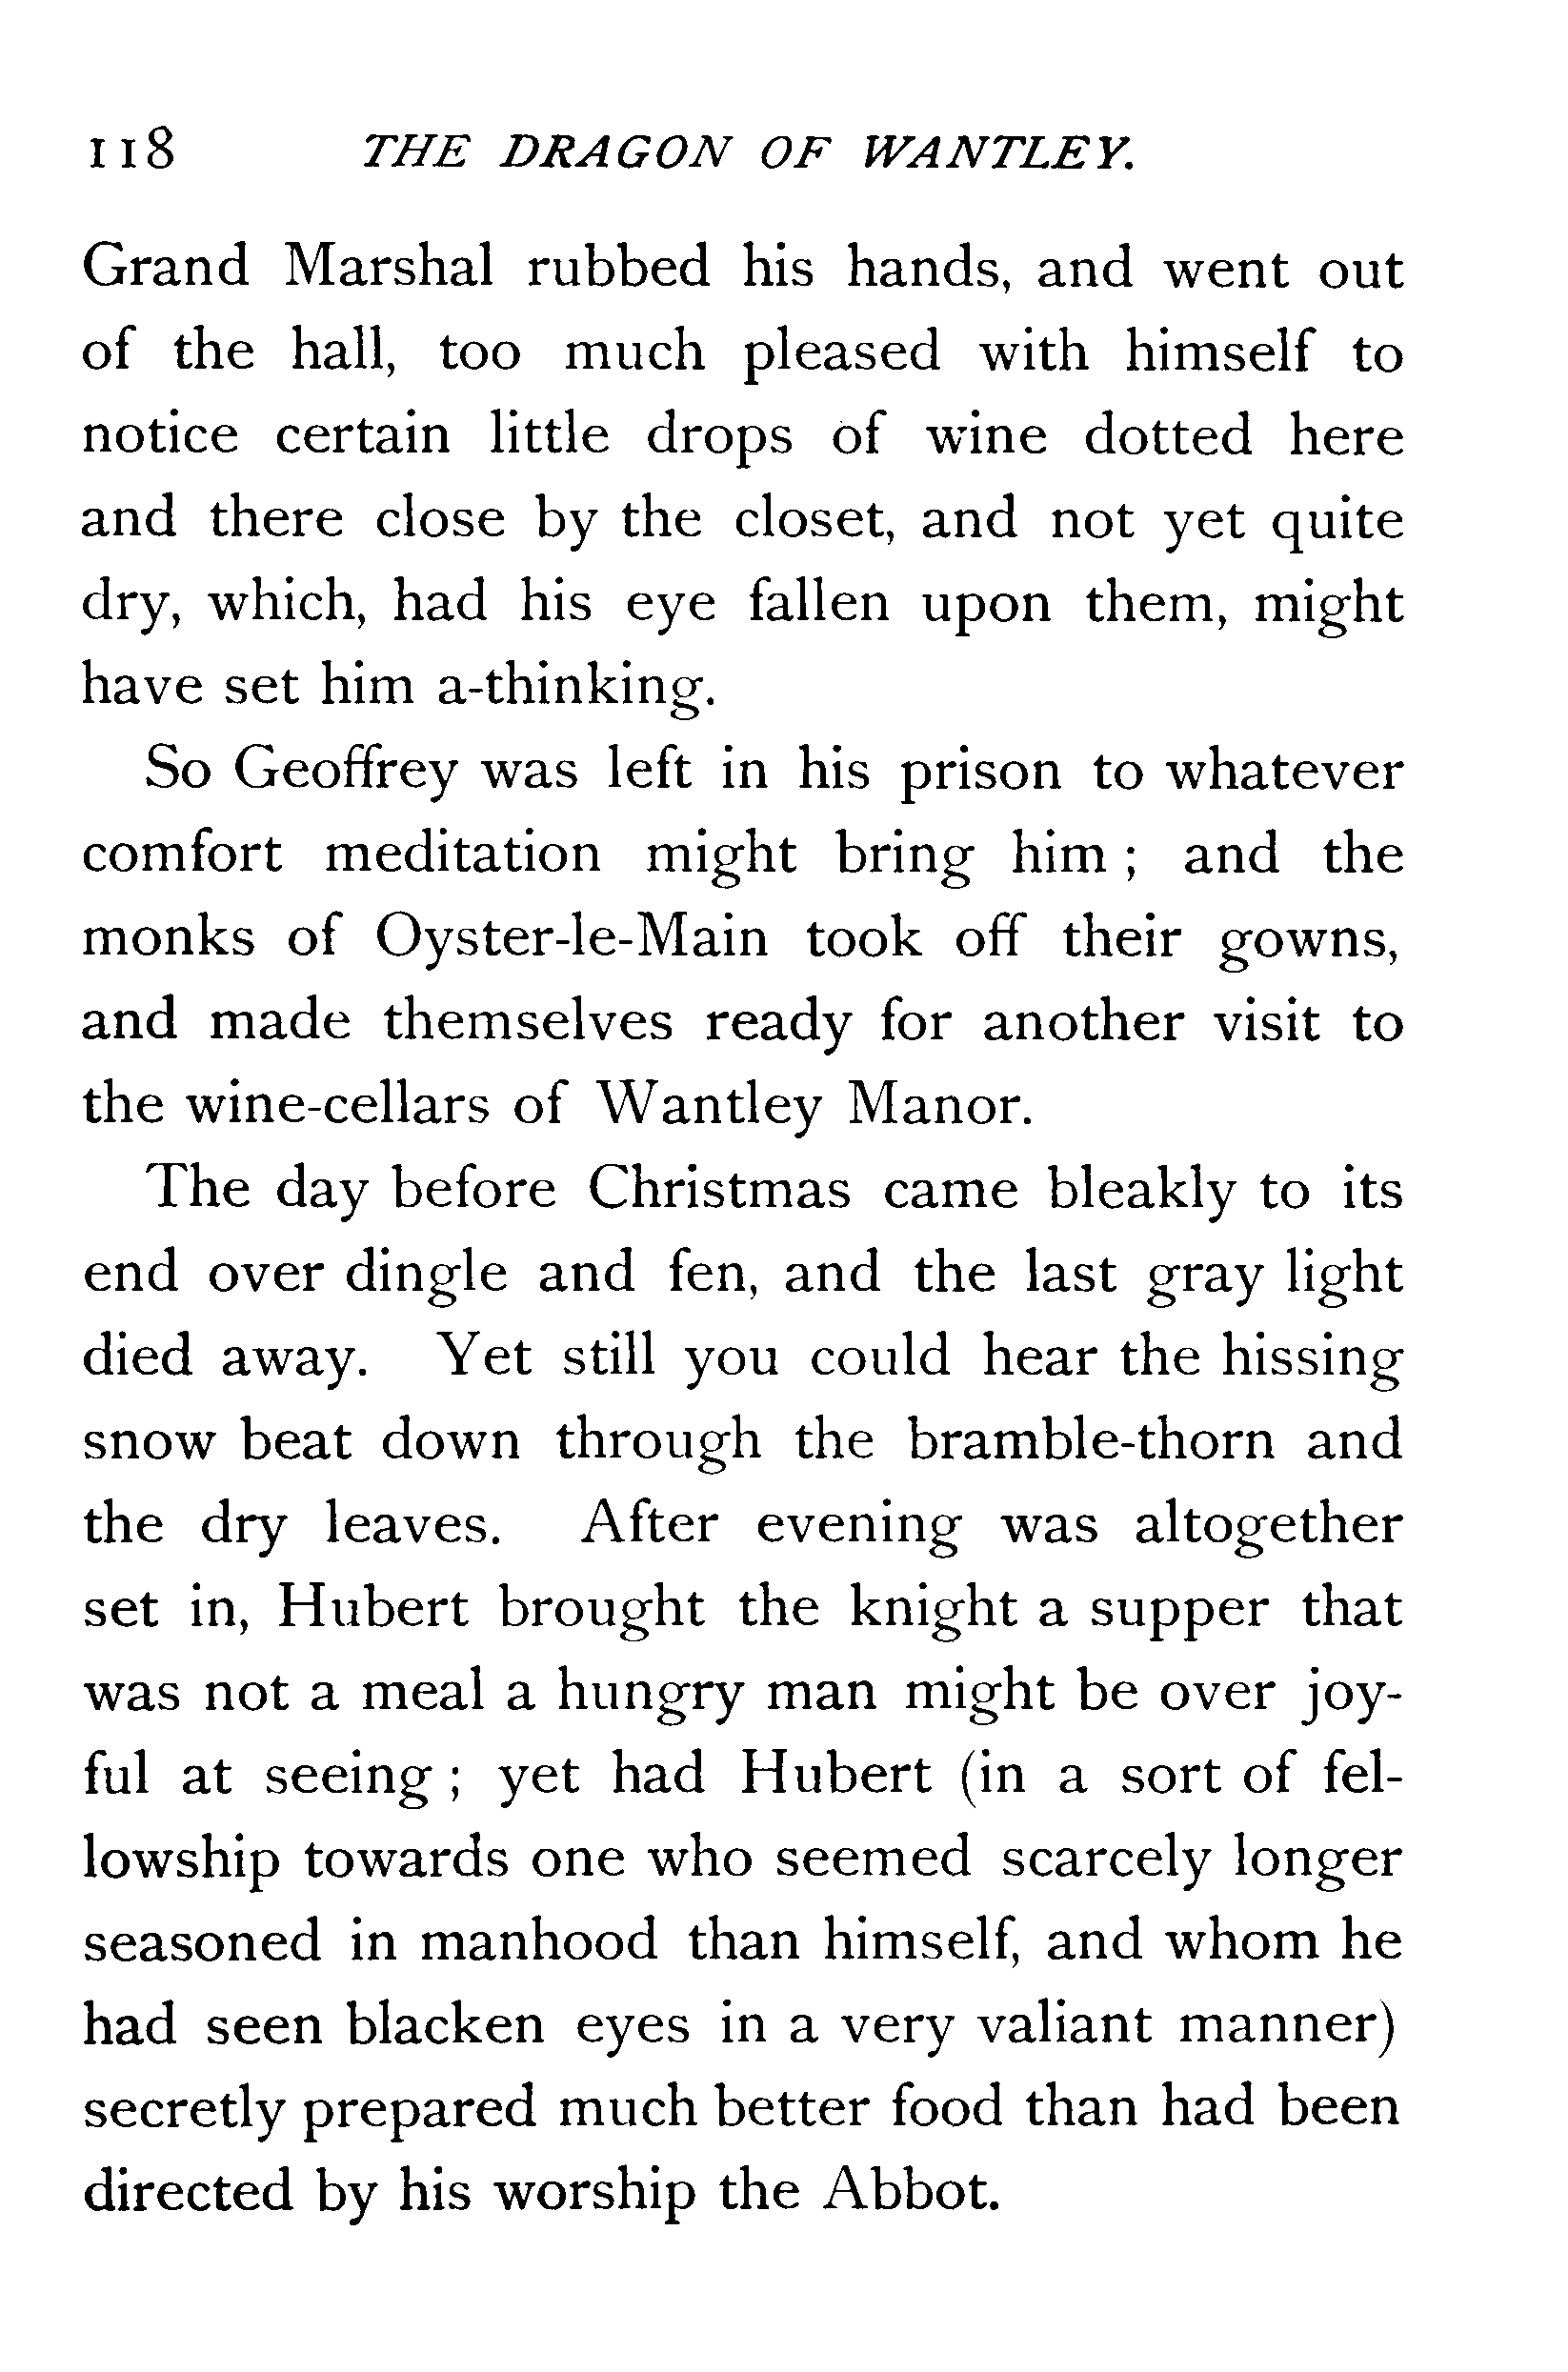 118 THE DRAGON OF WANTLEY.
Grand Marshal rubbed his hands, and went out
of the hall, too much pleased with himself to
notice certain little drops of wine dotted here
and there close by the closet, and not yet quite
dry, which, had his eye fallen upon them, might
have set him a-thinking.
So Geoffrey was left in his prison to whatever
comfort meditation might bring him ; and the
monks of Oyster-le-Main took off their gowns,
and made themselves ready for another visit to
the wine-cellars of Wantley Manor.
The day before Christmas came bleakly to its
end over dingle and fen, and the last gray light
died away. Yet still you could hear the hissing
snow beat down through the bramble-thorn and
the dry leaves. After evening was altogether
set in, Hubert brought the knight a supper that
was not a meal a hungry man might be over joy-
ful at seeing ; yet had Hubert (in a sort of fel-
lowship towards one who seemed scarcely longer
seasoned in manhood than himself, and whom he
had seen blacken eyes in a very valiant manner)
secretly prepared much better food than had been
directed by his worship the Abbot.